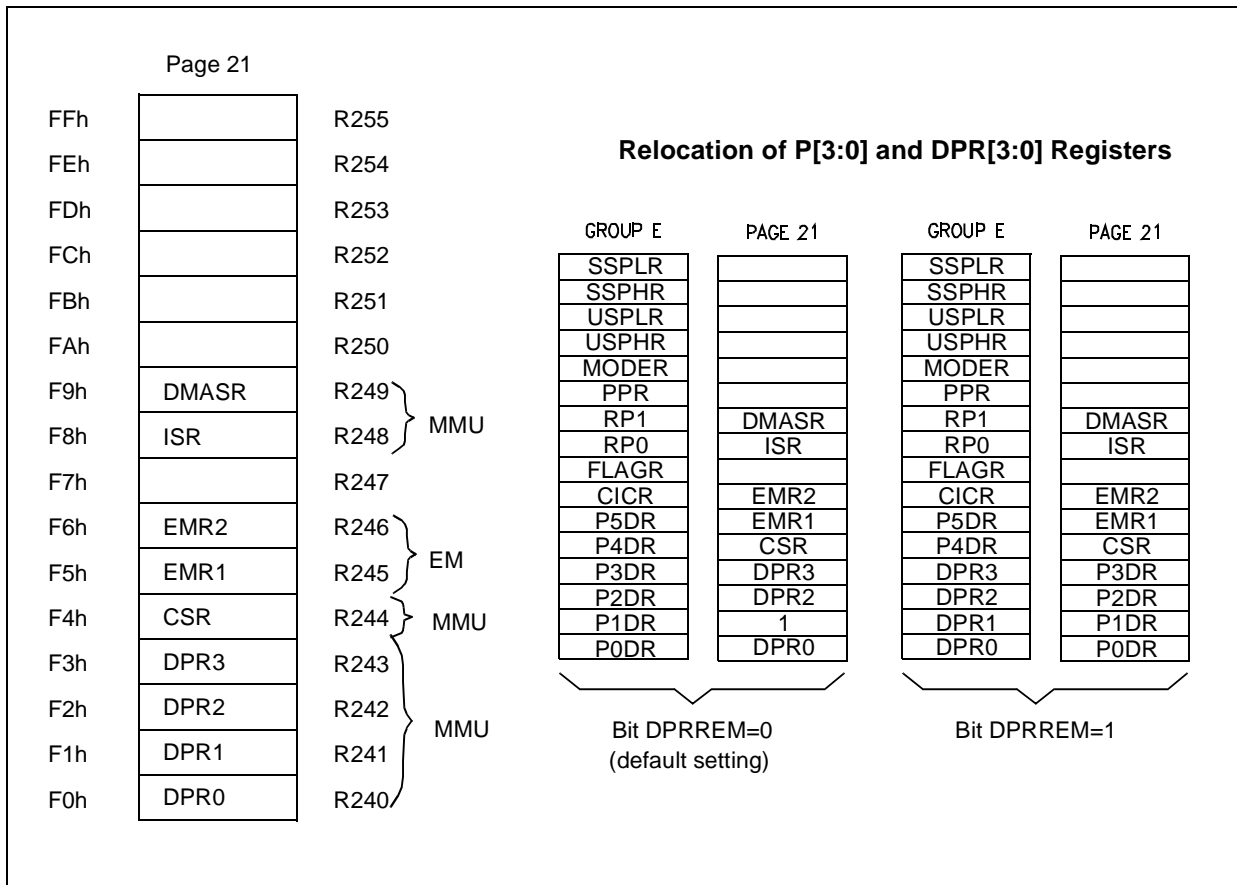 Page 21
FFh R255
FEh R254
FDh R253
FCh R252
FBh R251
FAh R250
F9h DMASR R249
MMU
F8h ISR R248
F7h R247
F6h EMR2 R246
EM
F5h EMR1 R245
F4h CSR R244 MMU
F3h DPR3 R243
F2h DPR2 R242
MMU
F1h DPR1 R241
F0h DPR0 R240
Relocation of P[3:0] and DPR[3:0] Registers
GROUP E PAGE 21 GROUP E PAGE 21
SSPLR SSPLR
SSPHR SSPHR
USPLR USPLR
USPHR USPHR
MODER MODER
PPR PPR
RP1 DMASR RP1 DMASR
RP0 ISR RP0 ISR
FLAGR FLAGR
CICR EMR2 CICR EMR2
P5DR EMR1 P5DR EMR1
P4DR CSR P4DR CSR
P3DR DPR3 DPR3 P3DR
P2DR DPR2 DPR2 P2DR
P1DR 1 DPR1 P1DR
P0DR DPR0 DPR0 P0DR
Bit DPRREM=0 Bit DPRREM=1
(default setting)